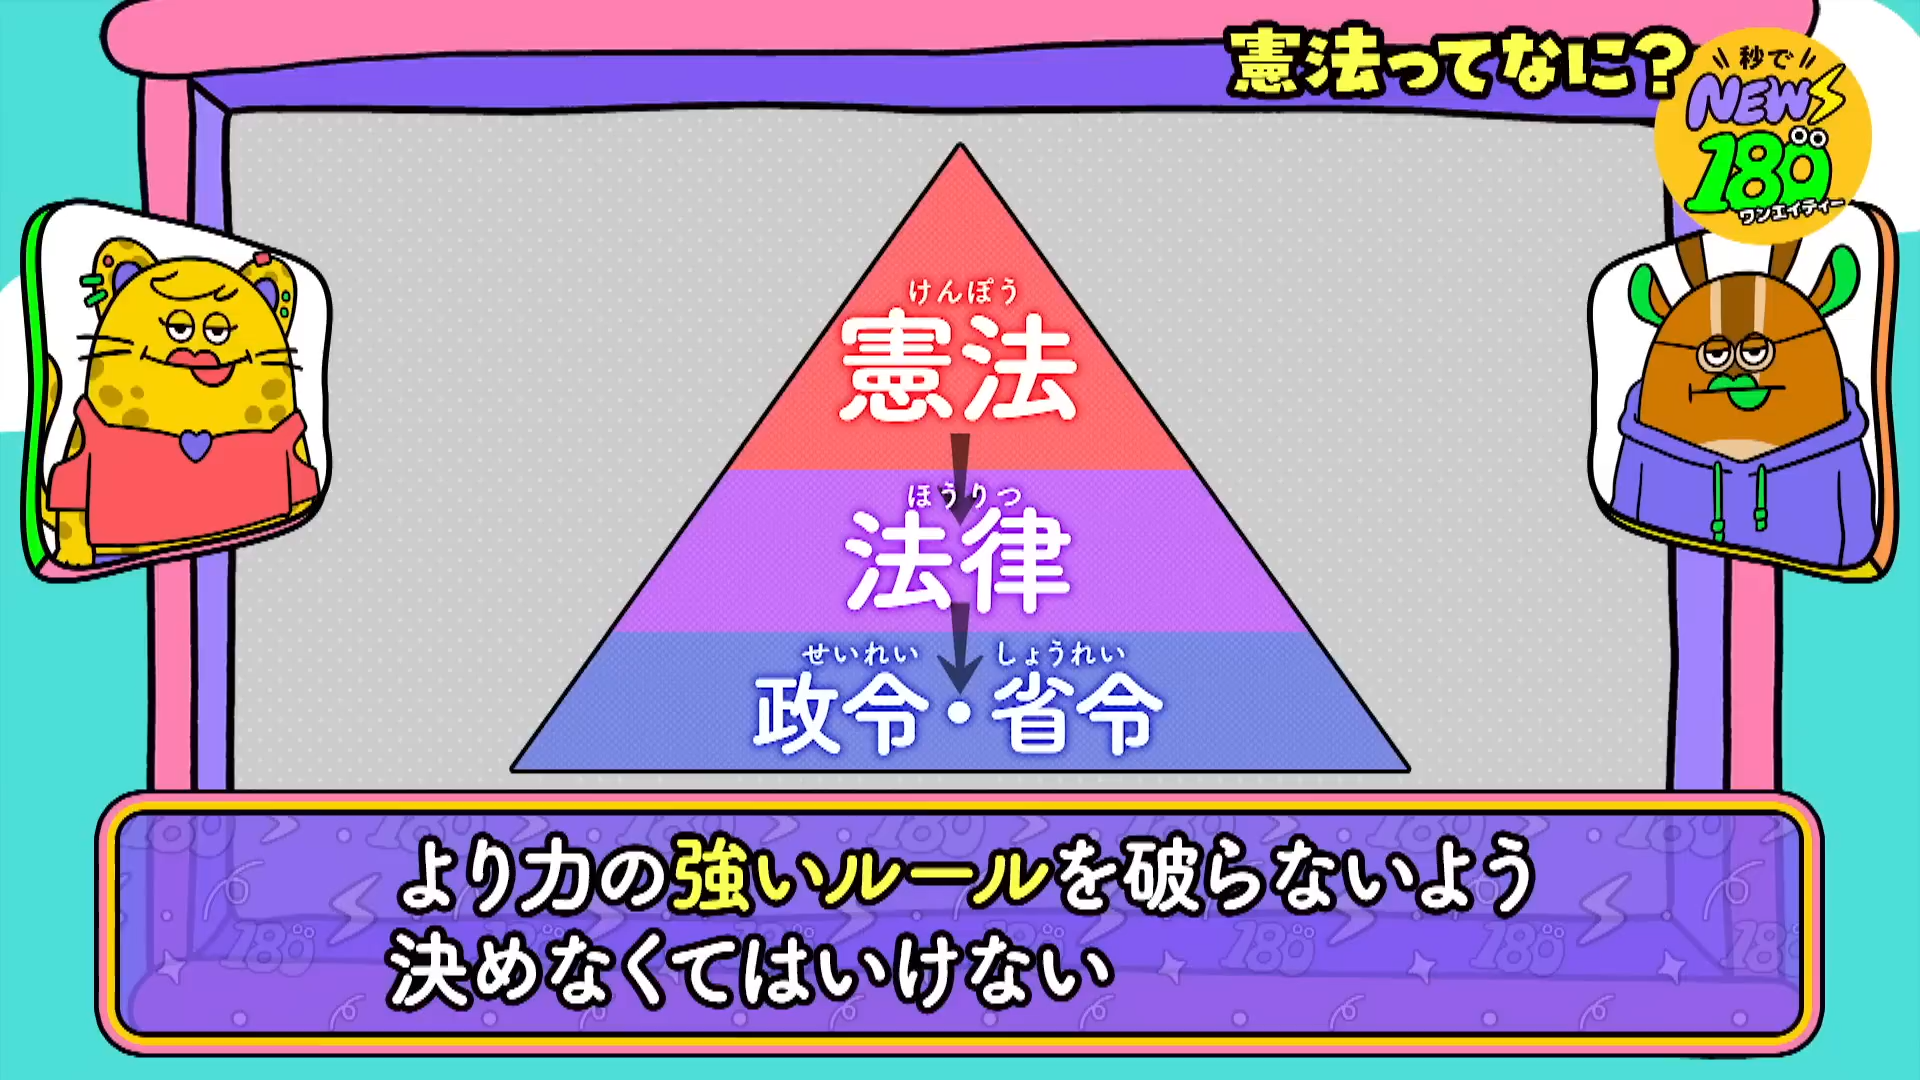 憲法ってなに?
秒で
NEWS
180
ワンエイティー
けんぽう
憲法
ほうりつ
法律
せいれい しょうれい
政令・省令
より力の強いルールを破らないよう
決めなくてはいけない